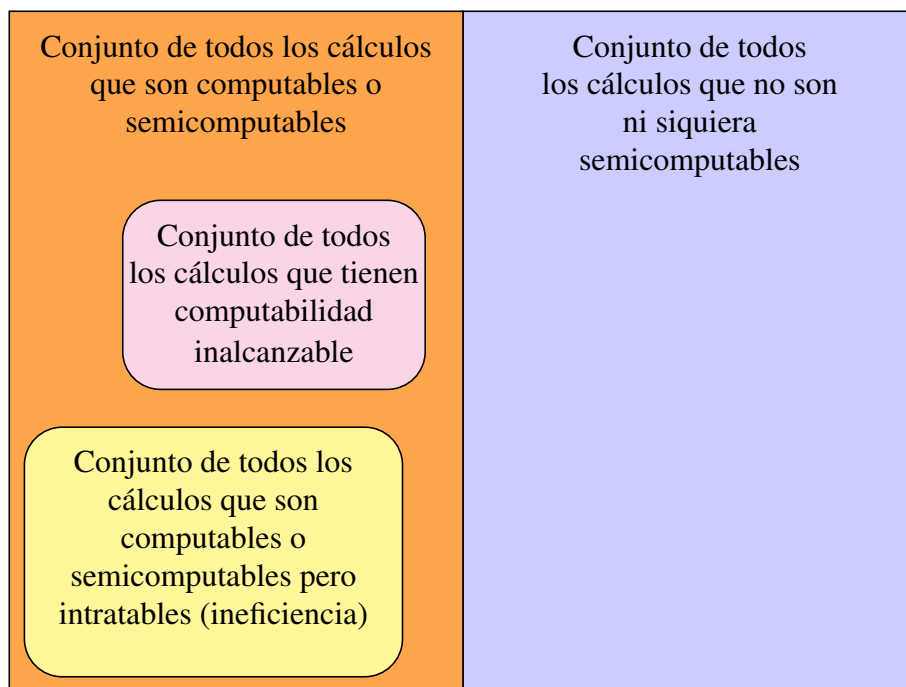 Conjunto de todos los cálculos
que son computables o
semicomputables
Conjunto de todos
los cálculos que no son
ni siquiera
semicomputables
Conjunto de todos
los cálculos que tienen
computabilidad
inalcanzable
Conjunto de todos los
cálculos que son
computables o
semicomputables pero
intratables (ineficiencia)